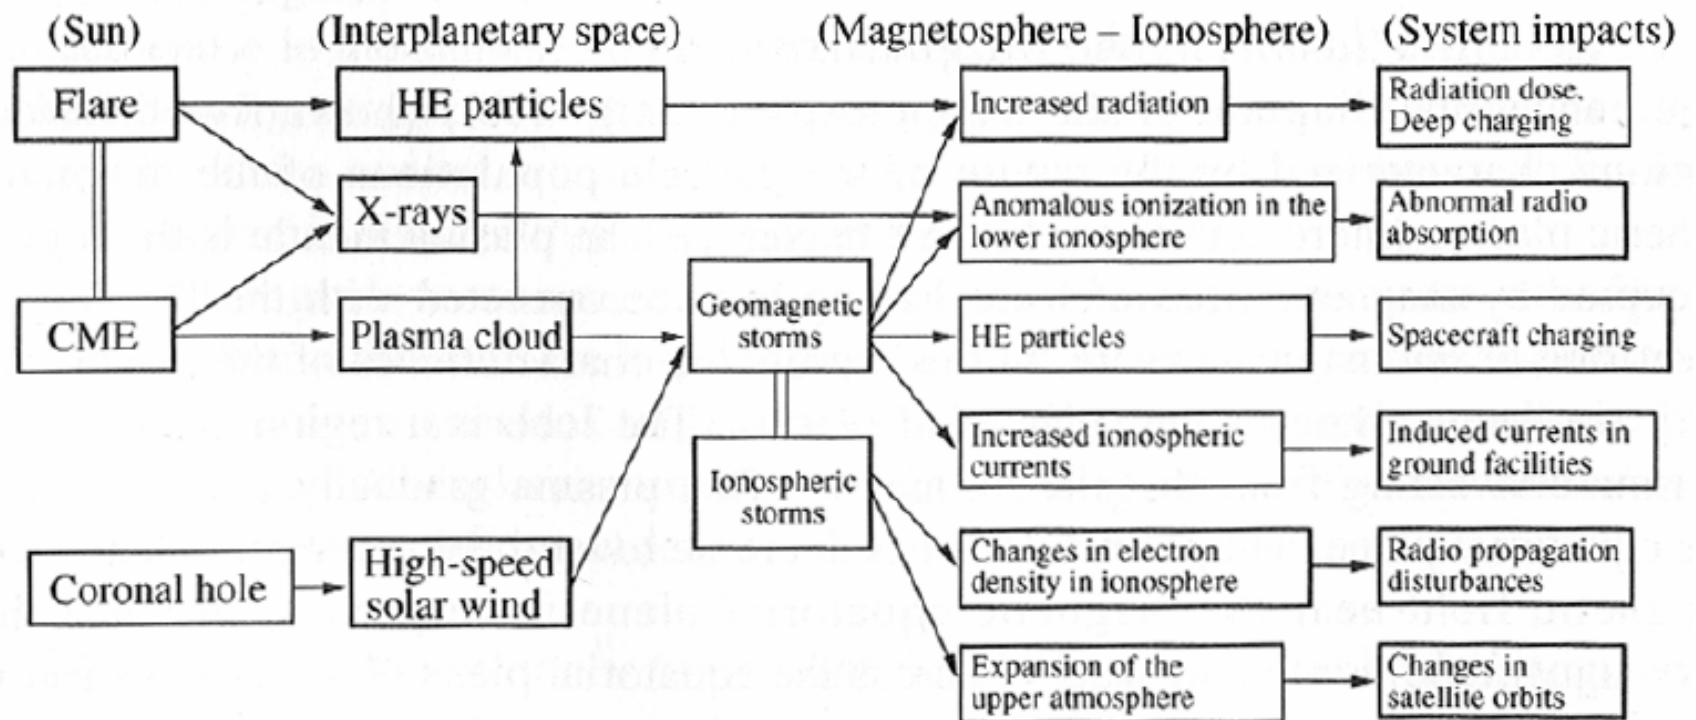 (Sun)
(Interplanetary space)
(Magnetosphere – Ionosphere)
(System impacts)
Flare
HE particles
Increased radiation
Radiation dose.
Deep charging
X-rays
Anomalous ionization in the
lower ionosphere
Abnormal radio
absorption
CME
Plasma cloud
Geomagnetic
storms
HE particles
Spacecraft charging
Increased ionospheric
currents
Induced currents in
ground facilities
Ionospheric
storms
Coronal hole
High-speed
solar wind
Changes in electron
density in ionosphere
Radio propagation
disturbances
Expansion of the
upper atmosphere
Changes in
satellite orbits